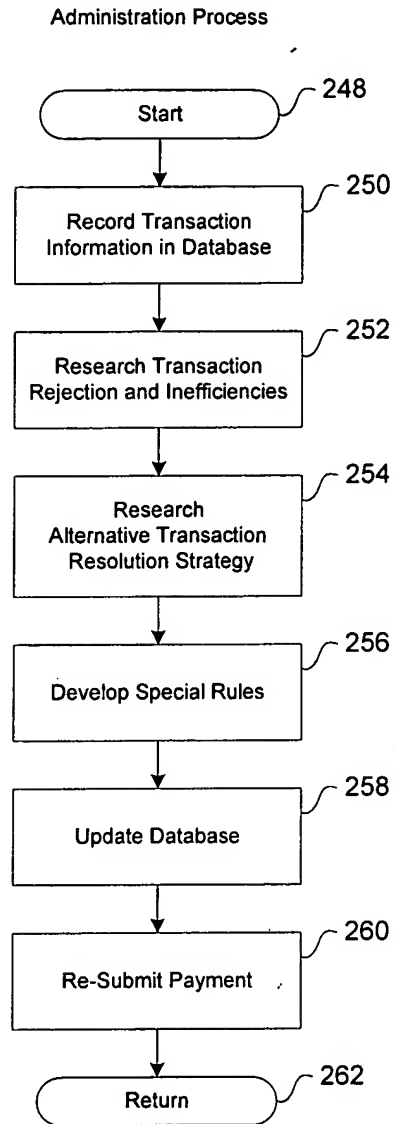 Administration Process
Start
248
250
Record Transaction
Information in Database
252
Research Transaction
Rejection and Inefficiencies
254
Research
Alternative Transaction
Resolution Strategy
256
Develop Special Rules
258
Update Database
260
Re-Submit Payment
262
Return